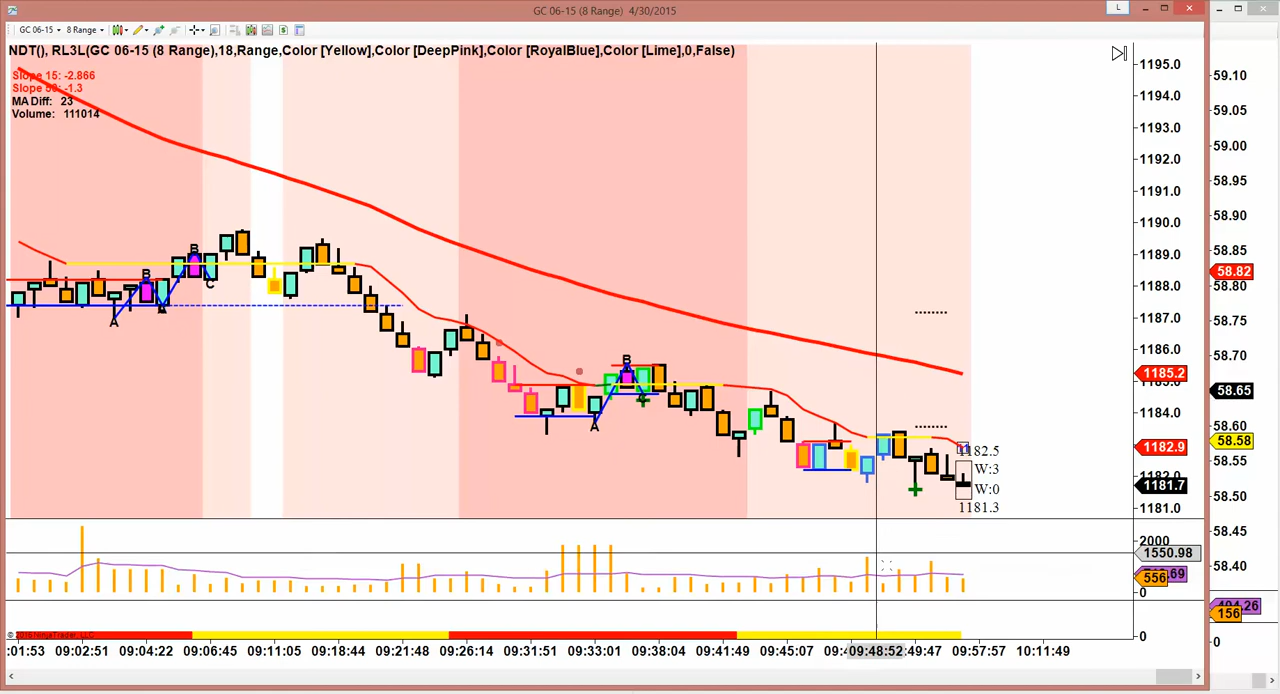 GC 06-15 (8 Range) 4/30/2015
L
GC 06-15 8 Range
NDT(), RL3L(GC 06-15 (8 Range),18,Range,Color [Yellow],Color [DeepPink],Color [RoyalBlue],Color [Lime],0,False)
Slope 15: -2.866
-1.3
MA Diff: 23
Volume: 111014
B
B
C
A
B
A
C
1182.5
W:3
W:0
1181.3
1195.0
1194.0
1193.0
1192.0
1191.0
1190.0
1189.0
1188.0
1187.0
1186.0
1185.2
1184.0
1182.9
1181.7
1181.0
2000
1550.98
556
0
0
59.10
59.05
59.00
58.95
58.90
58.85
58.82
58.80
58.75
58.70
58.65
58.60
58.58
58.55
58.50
58.45
58.40
156
0
:01:53 09:02:51 09:04:22 09:06:45 09:11:05 09:18:44 09:21:48 09:26:14 09:31:51 09:33:01 09:38:04 09:41:49 09:45:07 09:48:52 09:57:57 10:11:49